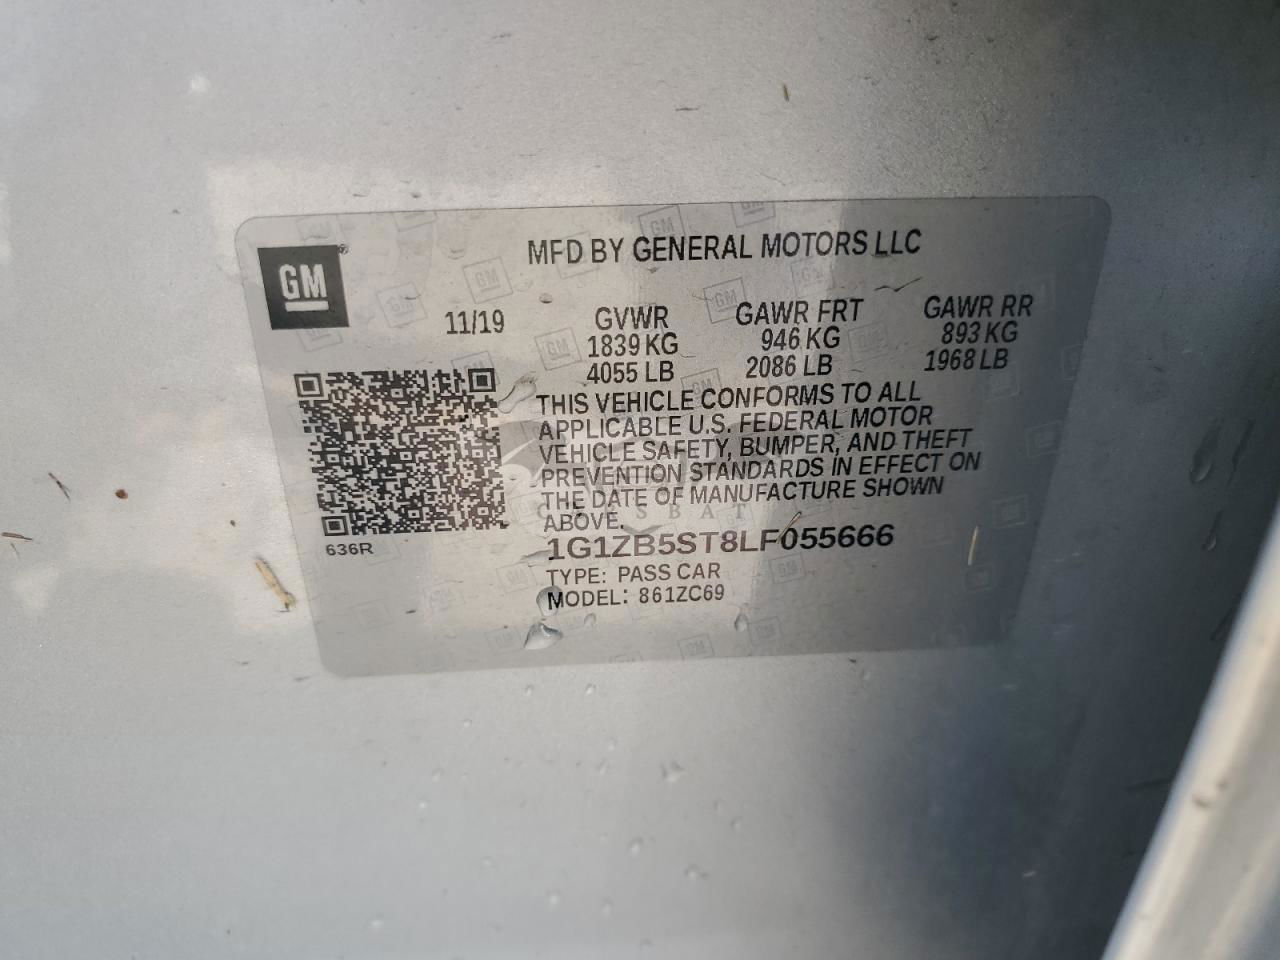 GM
MFD BY GENERAL MOTORS LLC
11/19 GVWR GAWR FRT GAWR RR
1839 KG 946 KG 893 KG
4055 LB 2086 LB 1968 LB
THIS VEHICLE CONFORMS TO ALL
APPLICABLE U.S. FEDERAL MOTOR
VEHICLE SAFETY, BUMPER, AND THEFT
PREVENTION STANDARDS IN EFFECT ON
THE DATE OF MANUFACTURE SHOWN
ABOVE.
1G1ZB5ST8LF055666
TYPE: PASS CAR
MODEL: 861ZC69
636R